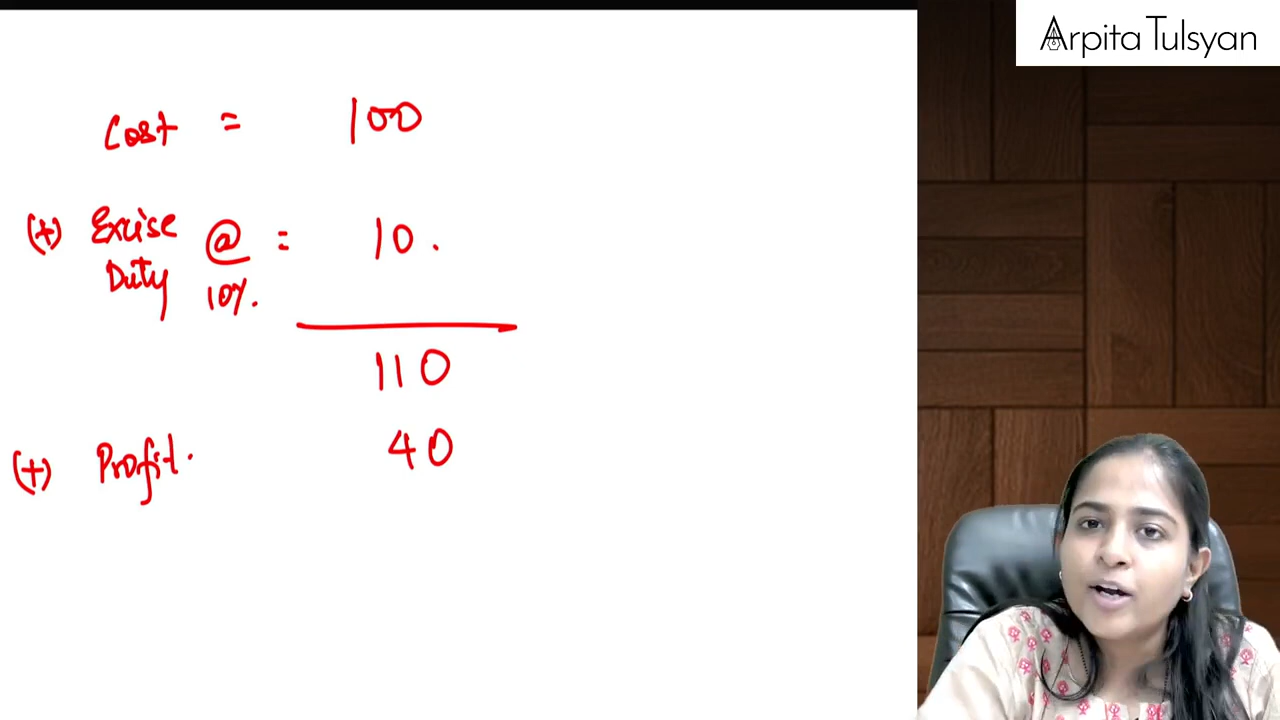 Arpita Tulsyan
Cost = 100
(+) Excise Duty @ 10%. = 10.
110
(+) Profit. 40